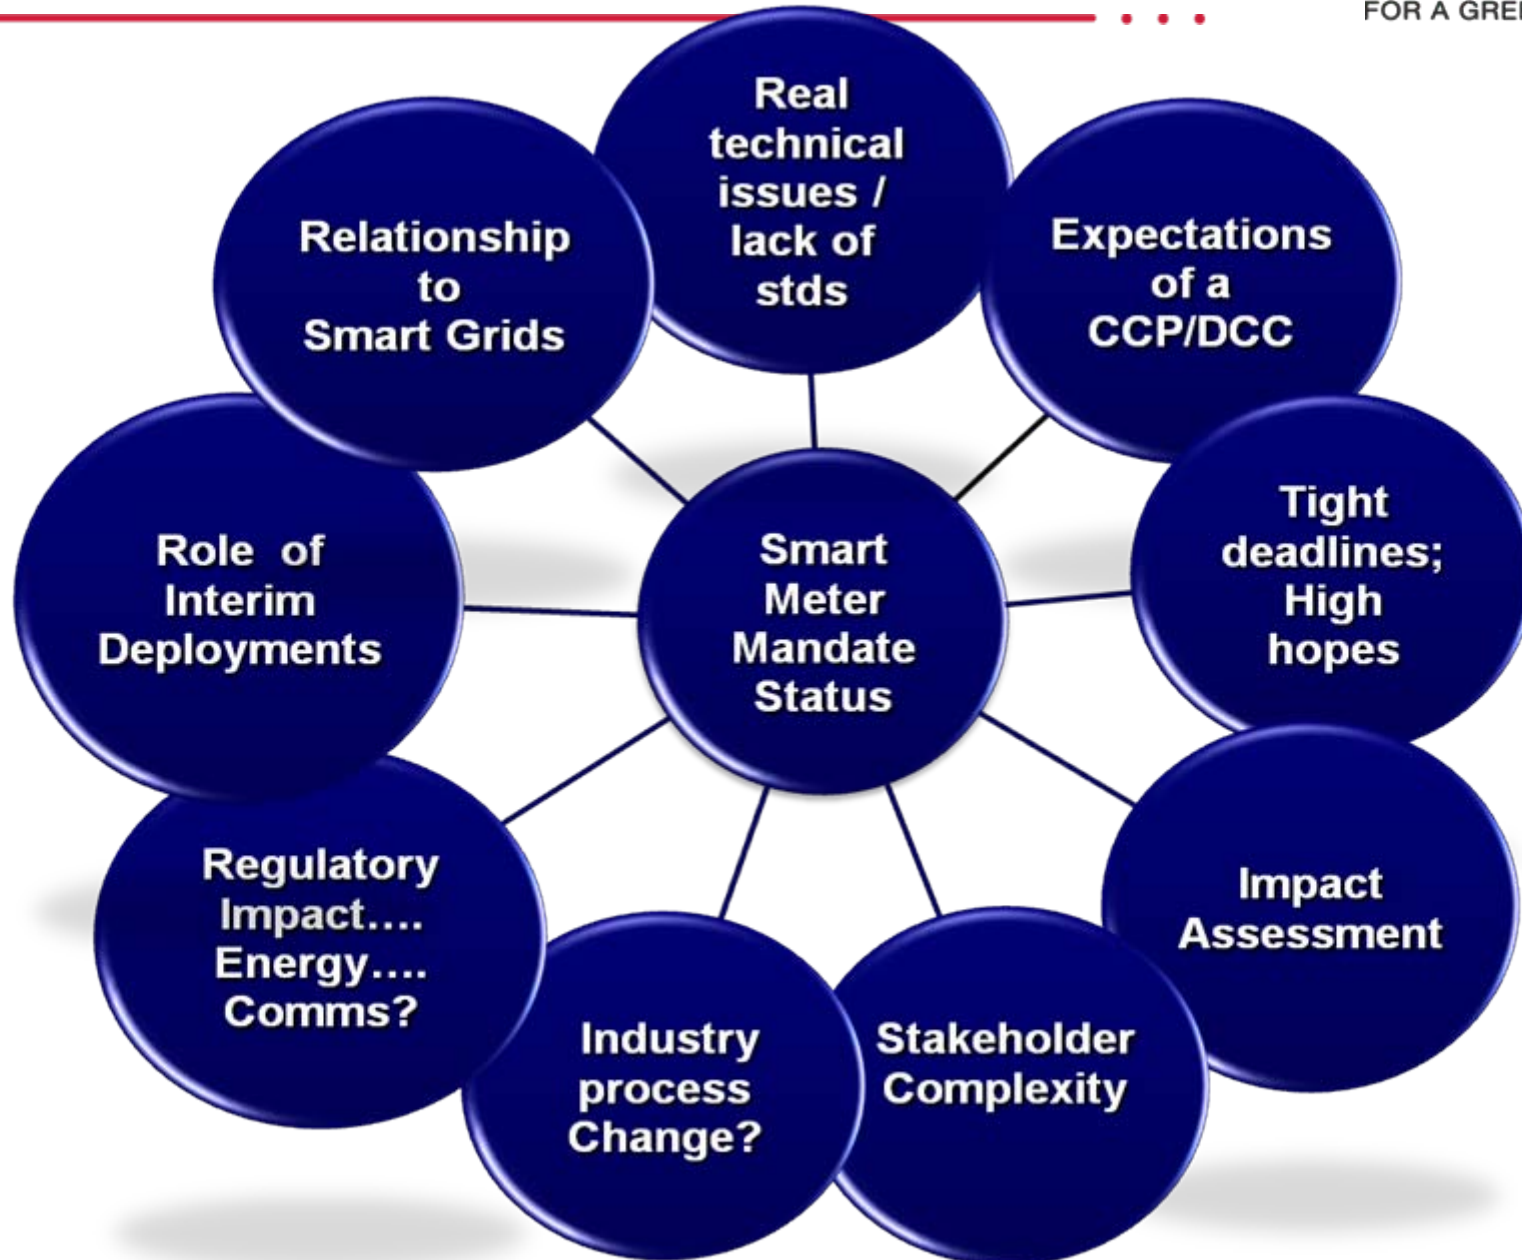 FOR A GREE
Real
technical
issues /
lack of
stds
Expectations
of a
CCP/DCC
Tight
deadlines;
High
hopes
Impact
Assessment
Stakeholder
Complexity
Industry
process
Change?
Regulatory
Impact....
Energy....
Comms?
Role of
Interim
Deployments
Relationship
to
Smart Grids
Smart
Meter
Mandate
Status